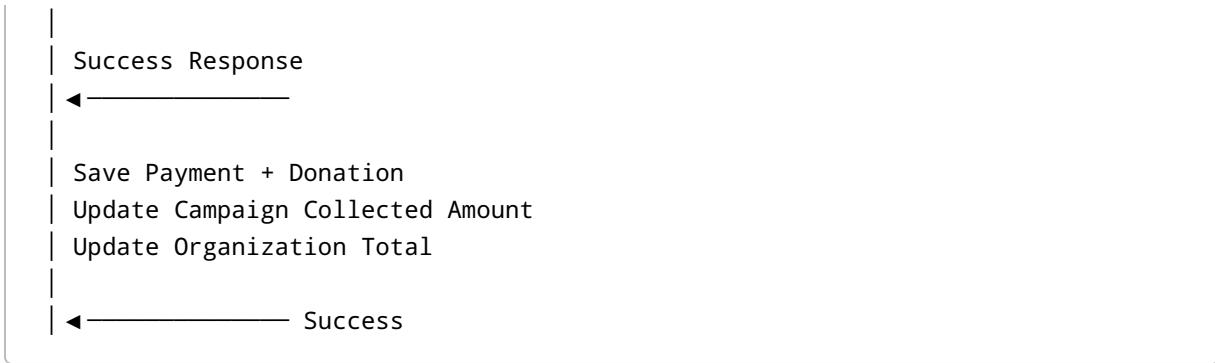 |
| Success Response
|◄──────────────
|
| Save Payment + Donation
| Update Campaign Collected Amount
| Update Organization Total
|
|◄────────────── Success